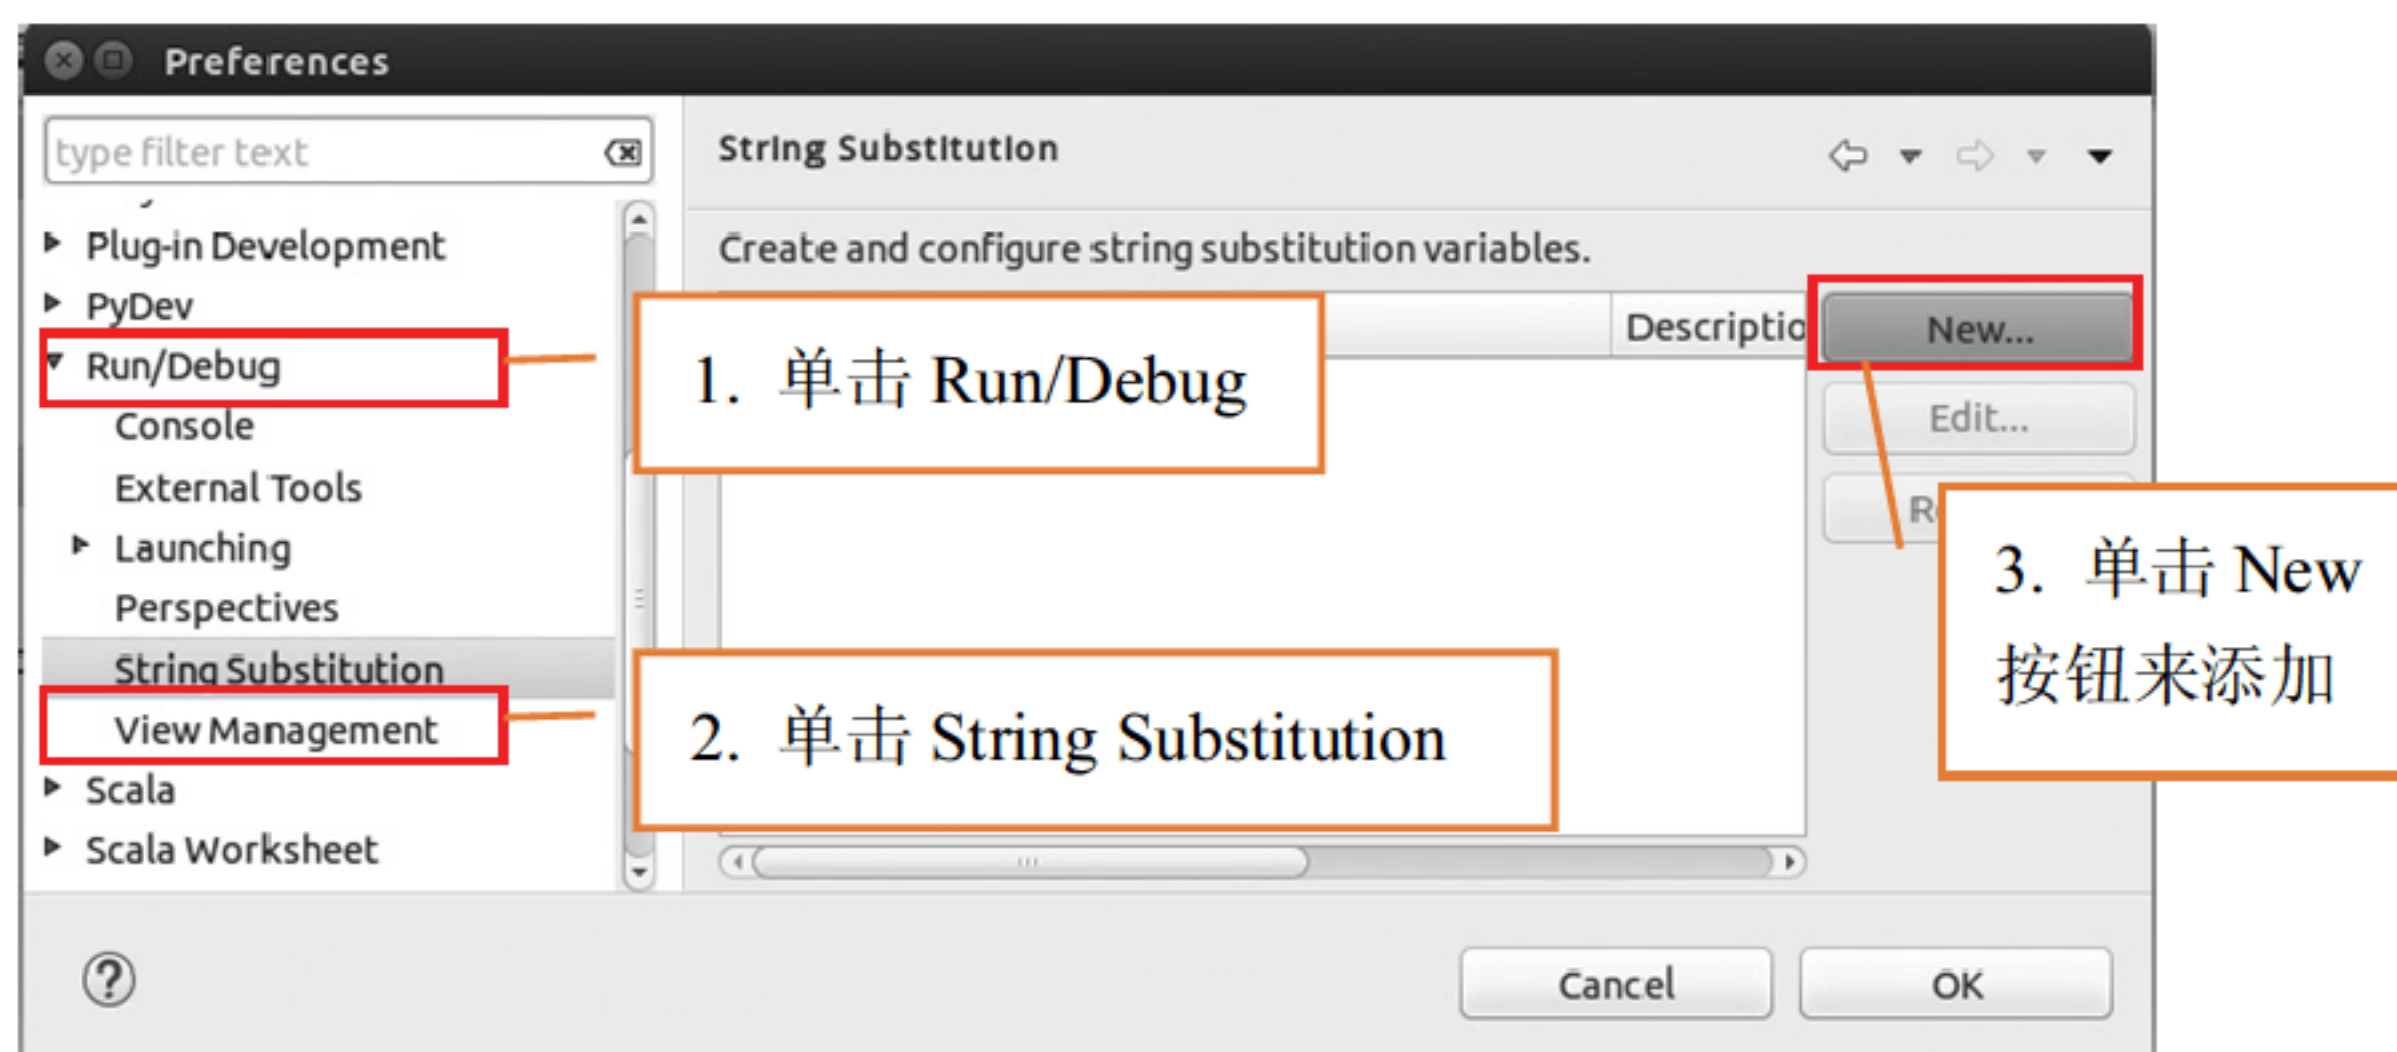 Preferences
type filter text
Plug-in Development
PyDev
Run/Debug
Console
External Tools
Launching
Perspectives
String Substitution
View Management
Scala
Scala Worksheet
String Substitution
Create and configure string substitution variables.
Descriptio
New...
Edit...
1. 单击 Run/Debug
2. 单击 String Substitution
3. 单击 New
按钮来添加
Cancel
OK